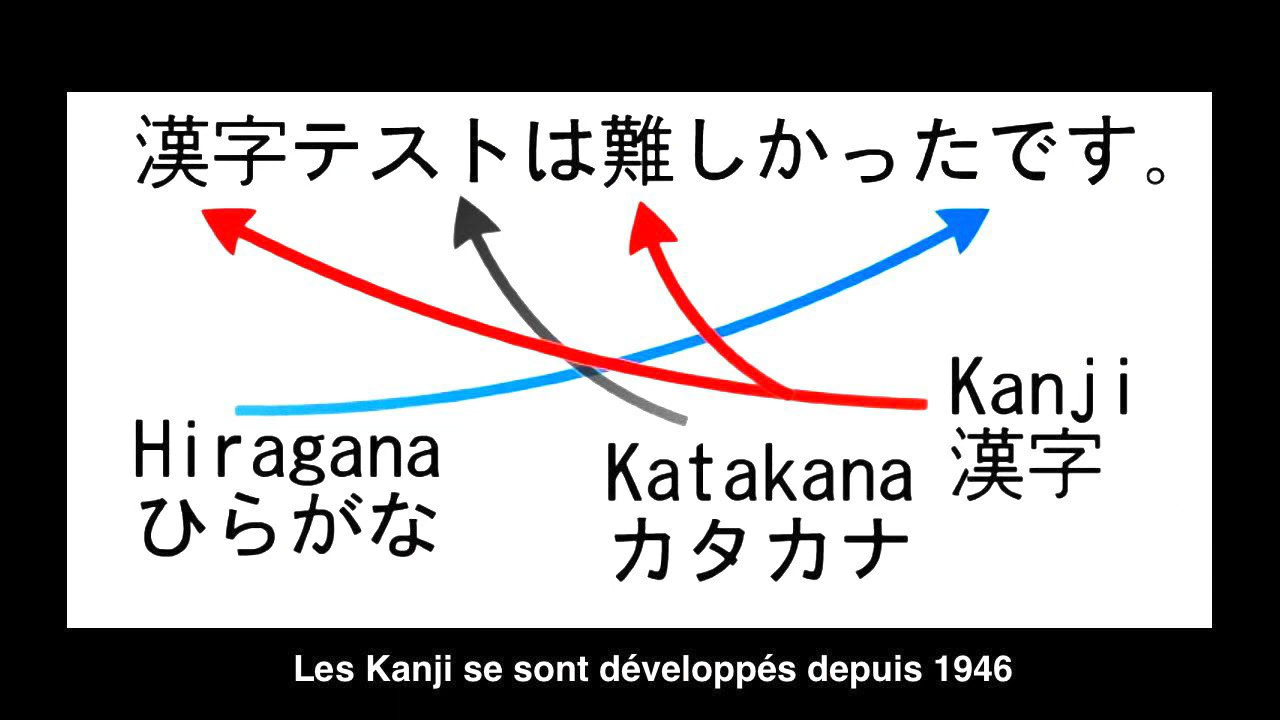 漢字テストは難しかったです。
Hiragana
ひらがな
Katakana
カタカナ
Kanji
漢字
Les Kanji se sont développés depuis 1946